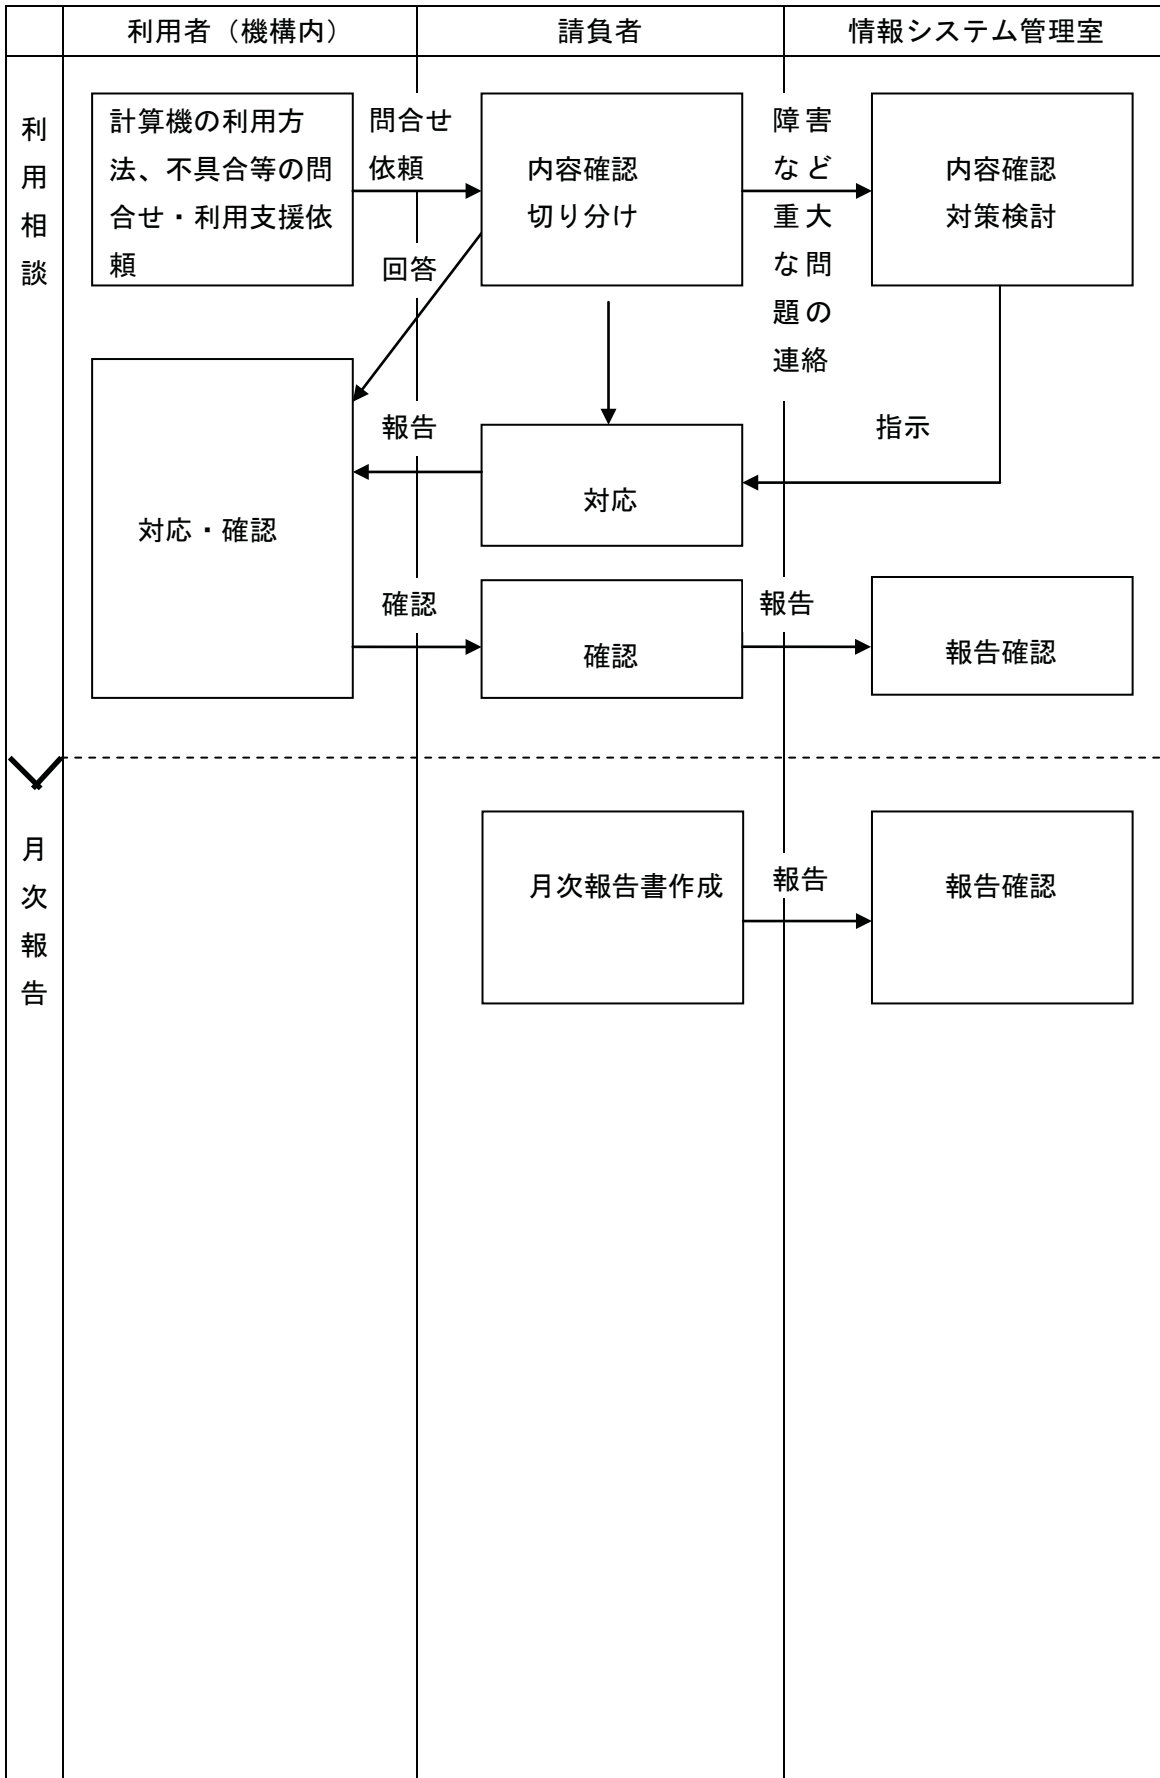 利用者（機構内）
請負者
情報システム管理室
利用相談
計算機の利用方
法、不具合等の問
合せ・利用支援依
頼
問合せ
依頼
内容確認
切り分け
障害
など
重大
な問
題の
連絡
内容確認
対策検討
回答
報告
指示
対応
対応・確認
確認
確認
報告
報告確認
月次報告
月次報告書作成
報告
報告確認